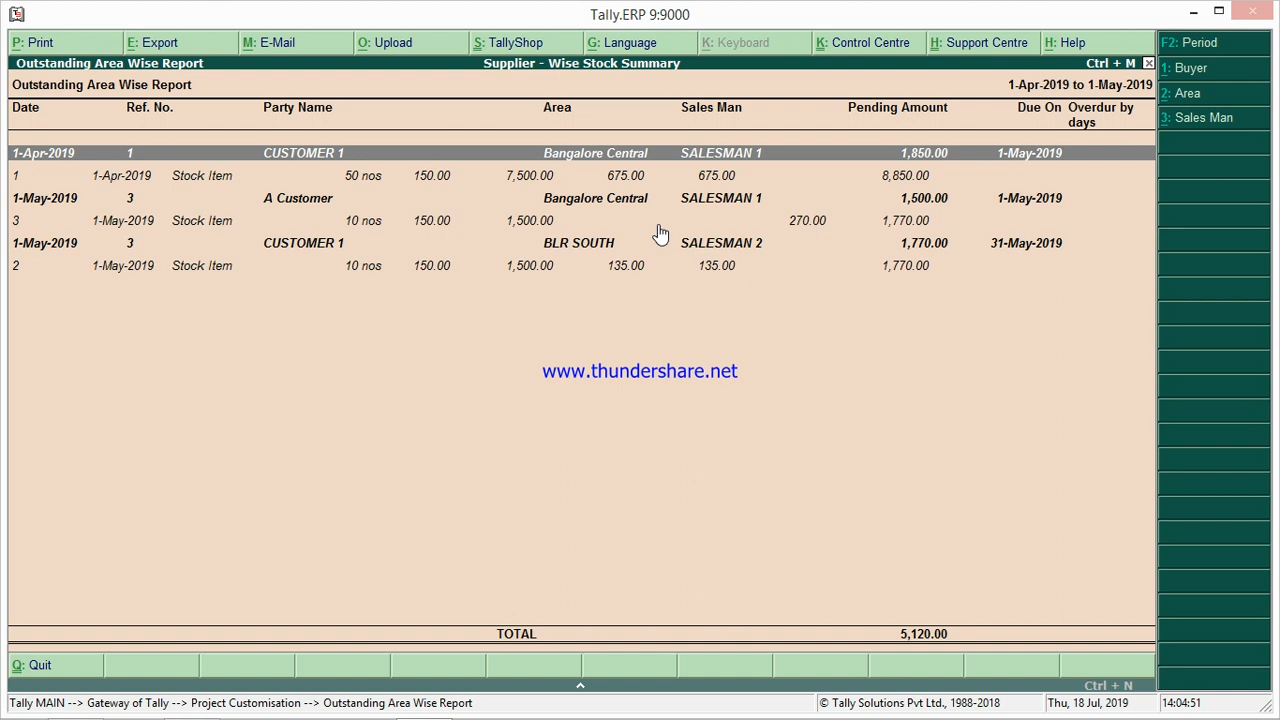 Tally.ERP 9:9000
P: Print E: Export M: E-Mail O: Upload S: TallyShop G: Language K: Keyboard K: Control Centre H: Support Centre H: Help F2: Period
Outstanding Area Wise Report Supplier - Wise Stock Summary Ctrl + M
1: Buyer
Outstanding Area Wise Report 1-Apr-2019 to 1-May-2019
2: Area
Date Ref. No. Party Name Area Sales Man Pending Amount Due On Overdur by
days
3: Sales Man
1-Apr-2019 1 CUSTOMER 1 Bangalore Central SALESMAN 1 1,850.00 1-May-2019
1 1-Apr-2019 Stock Item 50 nos 150.00 7,500.00 675.00 675.00 8,850.00
1-May-2019 3 A Customer Bangalore Central SALESMAN 1 1,500.00 1-May-2019
3 1-May-2019 Stock Item 10 nos 150.00 1,500.00 270.00 1,770.00
1-May-2019 3 CUSTOMER 1 BLR SOUTH SALESMAN 2 1,770.00 31-May-2019
2 1-May-2019 Stock Item 10 nos 150.00 1,500.00 135.00 135.00 1,770.00
www.thundershare.net
TOTAL 5,120.00
Q: Quit
Ctrl + N
Tally MAIN --> Gateway of Tally --> Project Customisation --> Outstanding Area Wise Report © Tally Solutions Pvt Ltd., 1988-2018 Thu, 18 Jul, 2019 14:04:51